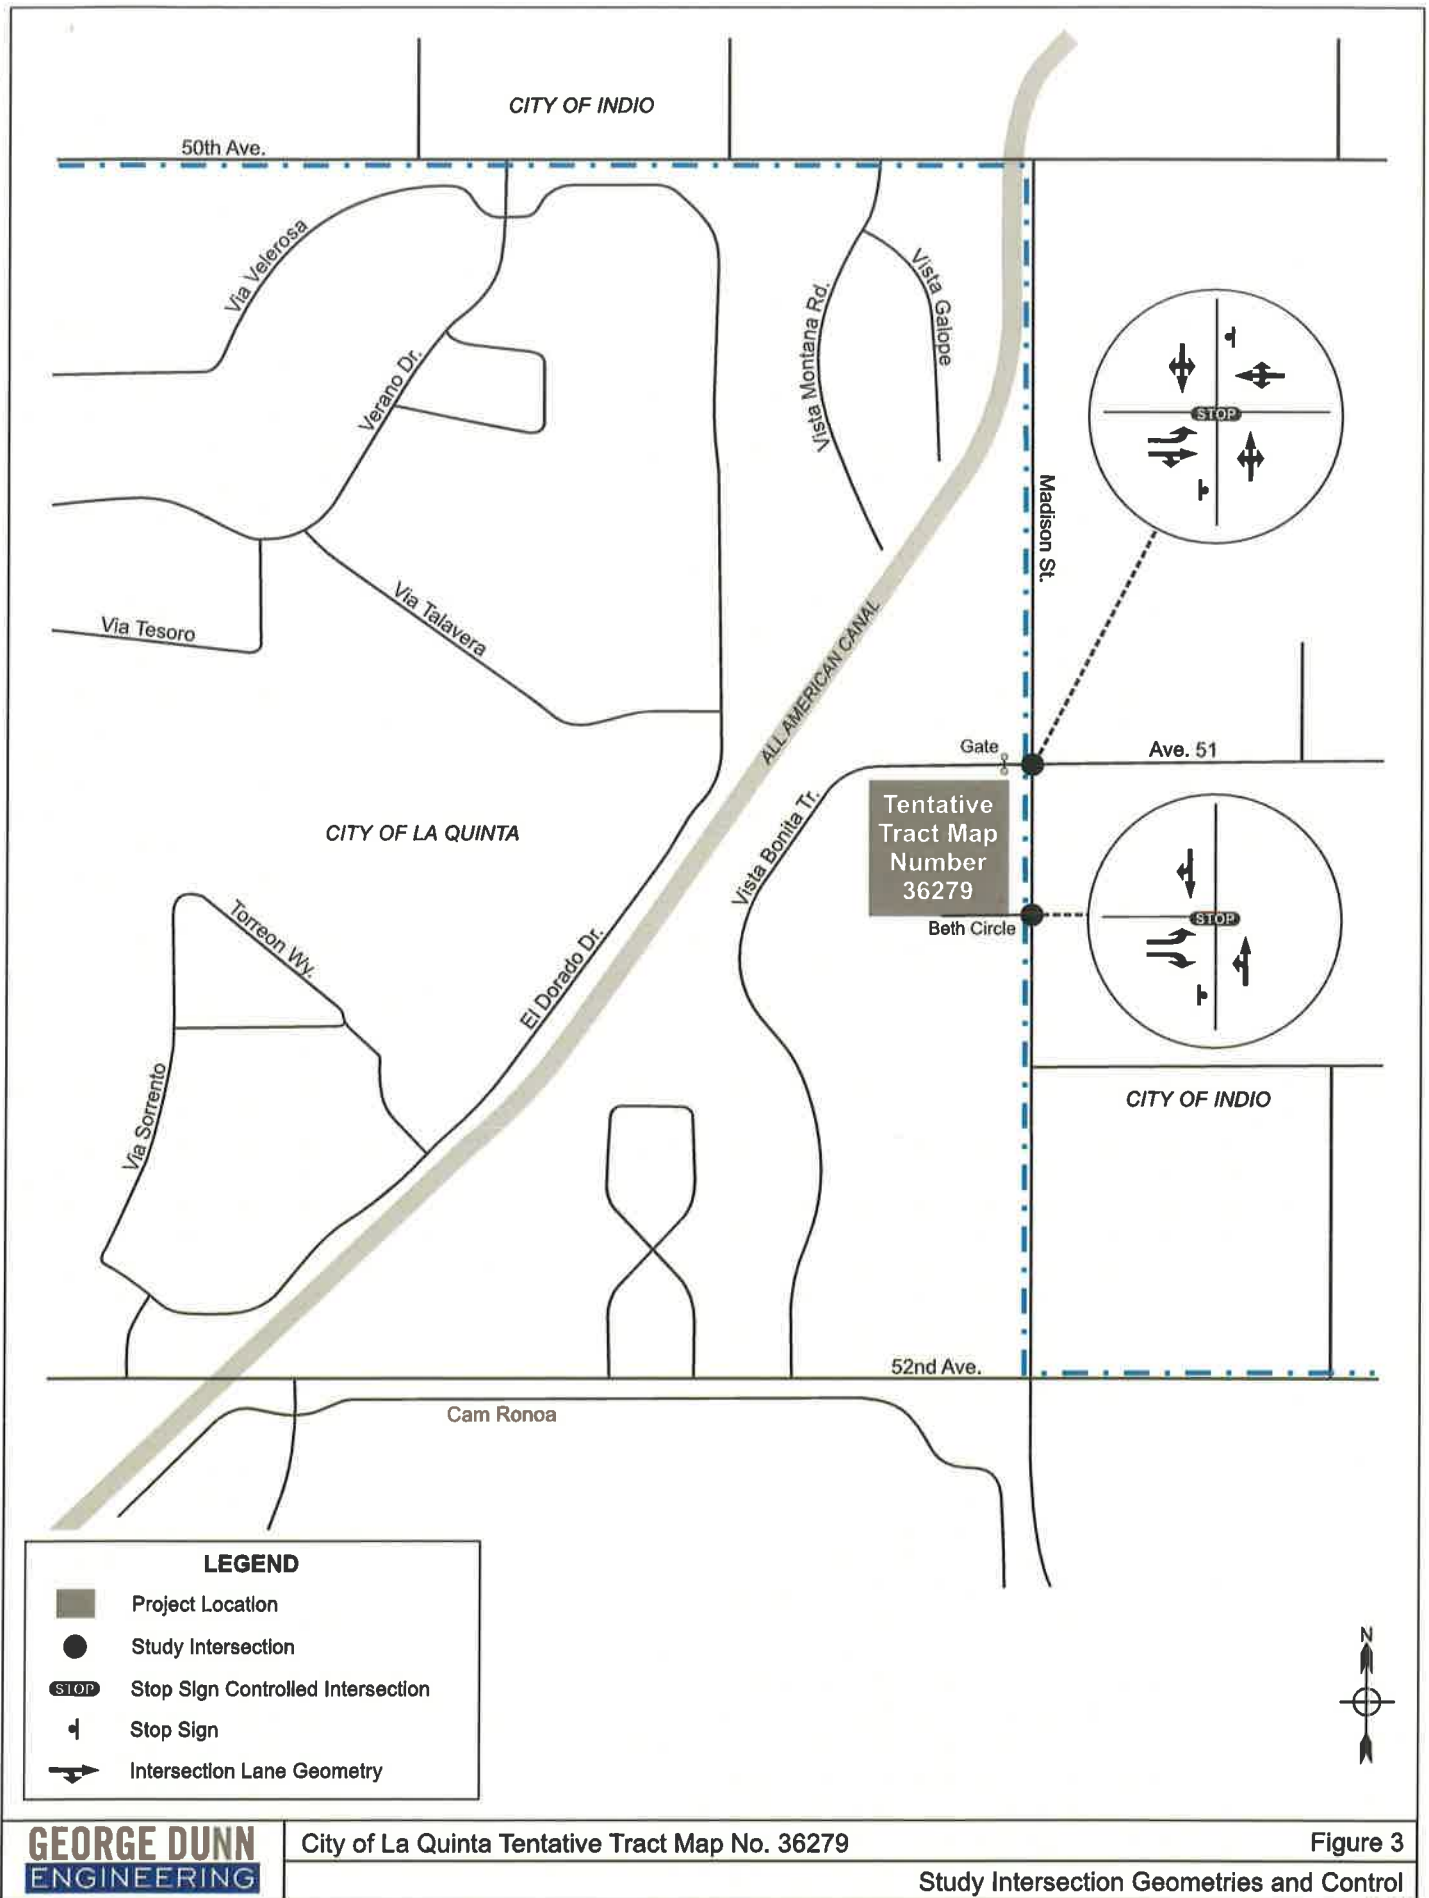 CITY OF INDIO
50th Ave.
Via Velerosa
Verano Dr.
Vista Montana Rd.
Vista Galope
STOP
Madison St.
Via Tesoro
Via Talavera
ALL AMERICAN CANAL
Gate
Ave. 51
Tentative
Tract Map
Number
36279
Vista Bonita Tr.
CITY OF LA QUINTA
Beth Circle
STOP
Torreon Wy.
El Dorado Dr.
Via Sorrento
CITY OF INDIO
52nd Ave.
Cam Ronoa
LEGEND
Project Location
Study Intersection
STOP Stop Sign Controlled Intersection
Stop Sign
Intersection Lane Geometry
N
GEORGE DUNN
ENGINEERING
City of La Quinta Tentative Tract Map No. 36279
Figure 3
Study Intersection Geometries and Control